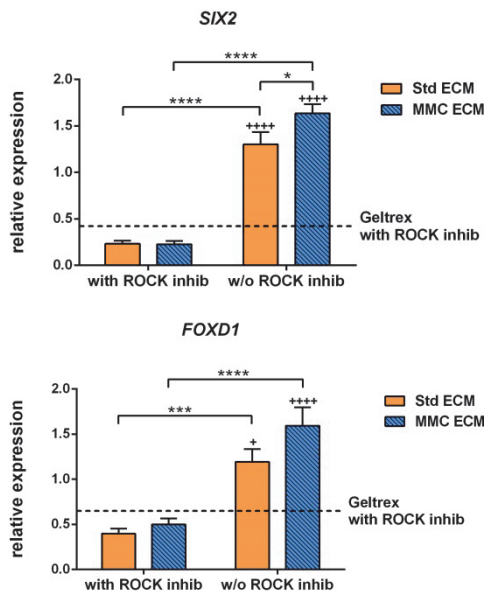 SIX2
****
*
****
++++
++++
Std ECM
MMC ECM
relative expression
2.0
1.5
1.0
0.5
0.0
Geltrex
with ROCK inhib
with ROCK inhib
w/o ROCK inhib
FOXD1
****
***
++++
+
Std ECM
MMC ECM
relative expression
2.0
1.5
1.0
0.5
0.0
Geltrex
with ROCK inhib
with ROCK inhib
w/o ROCK inhib